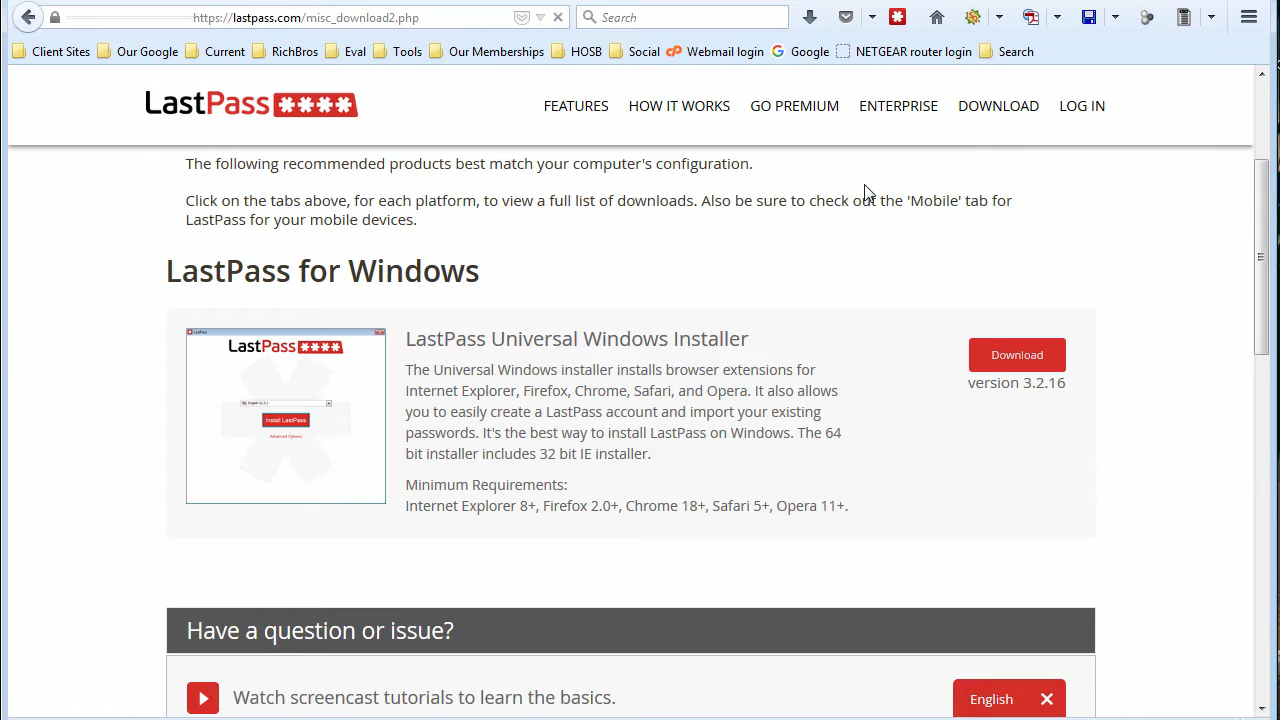 https://lastpass.com/misc_download2.php
Search
Client Sites
Our Google
Current
RichBros
Eval
Tools
Our Memberships
HOSB
Social
Webmail login
Google
NETGEAR router login
Search
LastPass ****
FEATURES
HOW IT WORKS
GO PREMIUM
ENTERPRISE
DOWNLOAD
LOG IN
The following recommended products best match your computer's configuration.
Click on the tabs above, for each platform, to view a full list of downloads. Also be sure to check out the 'Mobile' tab for
LastPass for your mobile devices.
LastPass for Windows
LastPass
LastPass ****
Install LastPass
Advanced Options
LastPass Universal Windows Installer
The Universal Windows installer installs browser extensions for
Internet Explorer, Firefox, Chrome, Safari, and Opera. It also allows
you to easily create a LastPass account and import your existing
passwords. It's the best way to install LastPass on Windows. The 64
bit installer includes 32 bit IE installer.
Minimum Requirements:
Internet Explorer 8+, Firefox 2.0+, Chrome 18+, Safari 5+, Opera 11+.
Download
version 3.2.16
Have a question or issue?
Watch screencast tutorials to learn the basics.
English